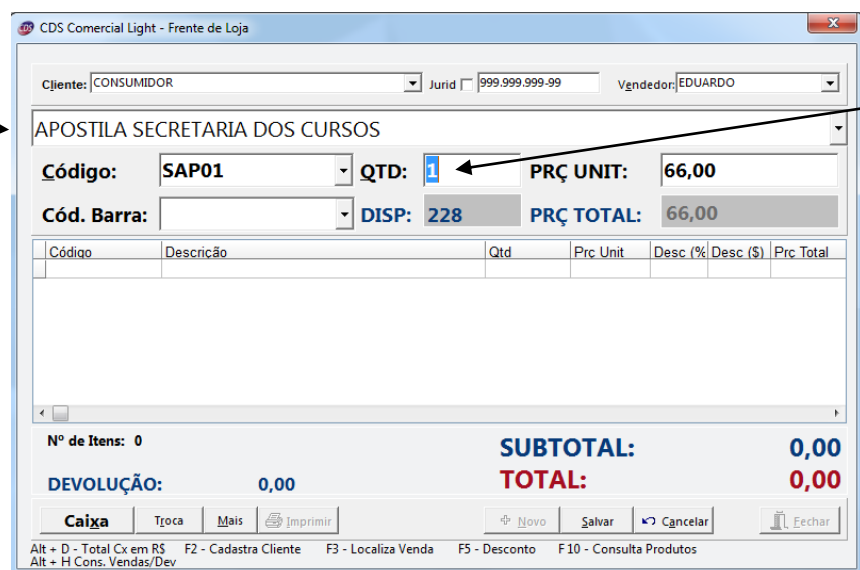 CDS Comercial Light - Frente de Loja
Cliente: CONSUMIDOR Jurid 999.999.999-99 Vendedor: EDUARDO
APOSTILA SECRETARIA DOS CURSOS
Código: SAP01 QTD: 1 PRÇ UNIT: 66,00
Cód. Barra: DISP: 228 PRÇ TOTAL: 66,00
Código Descrição Qtd Prc Unit Desc (% Desc ($) Prc Total
Nº de Itens: 0
SUBTOTAL: 0,00
DEVOLUÇÃO: 0,00 TOTAL: 0,00
Caixa Troca Mais Imprimir Novo Salvar Cancelar Fechar
Alt + D - Total Cx em R$ F2 - Cadastra Cliente F3 - Localiza Venda F5 - Desconto F10 - Consulta Produtos
Alt + H Cons. Vendas/Dev